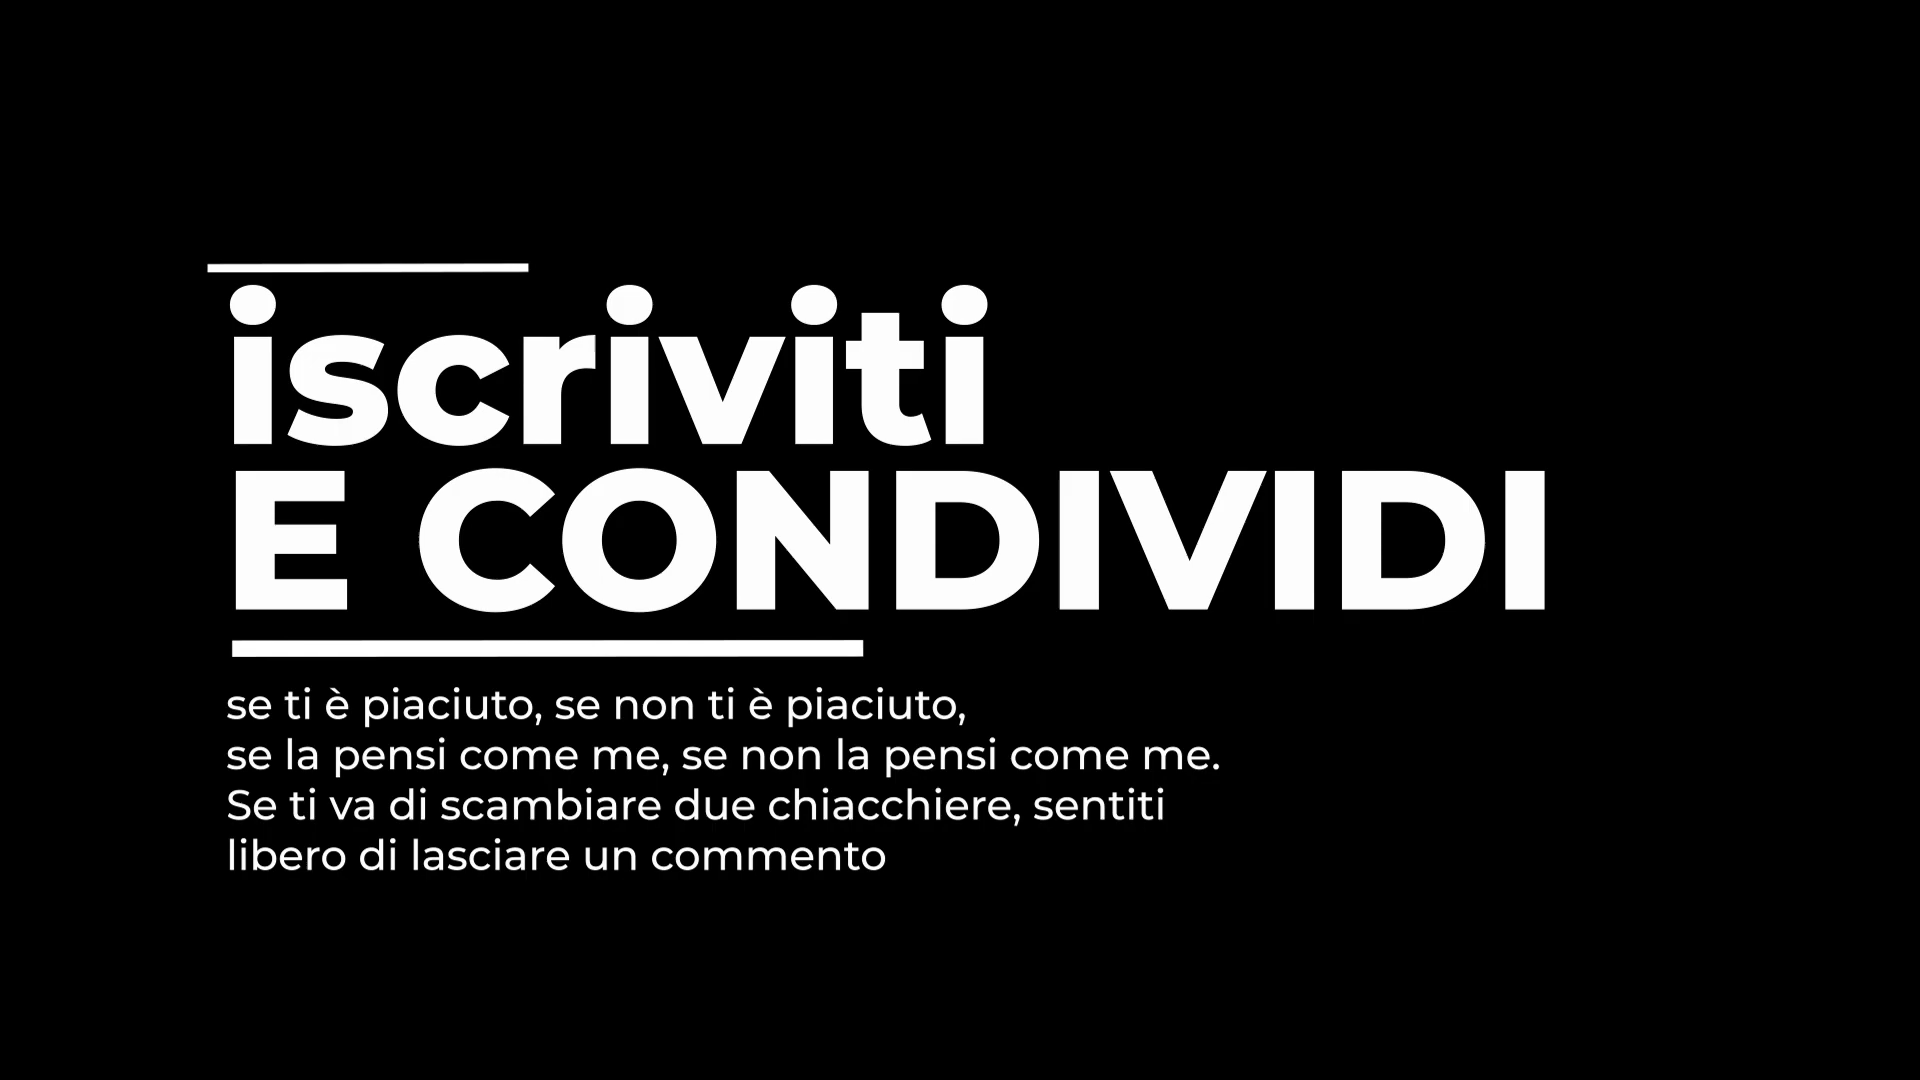 iscriviti
E CONDIVIDI
se ti è piaciuto, se non ti è piaciuto,
se la pensi come me, se non la pensi come me.
Se ti va di scambiare due chiacchiere, sentiti
libero di lasciare un commento